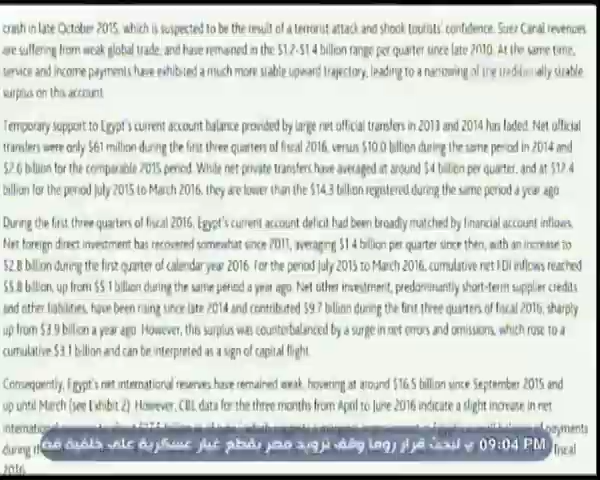 crash in late October 2015, which is suspected to be the result of a terrorist attack and shook tourists' confidence. Suez Canal revenues
are suffering from weak global trade, and have remained in the $1.2-$1.4 billion range per quarter since late 2010. At the same time,
service and income payments have exhibited a much more stable upward trajectory, leading to a narrowing of the traditionally sizable
surplus on this account.
Temporary support to Egypt's current account balance provided by large net official transfers in 2013 and 2014 has faded. Net official
transfers were only $61 million during the first three quarters of fiscal 2016, versus $10.0 billion during the same period in 2014 and
$2.6 billion for the comparable 2015 period. While net private transfers have averaged at around $4 billion per quarter, and at $12.4
billion for the period July 2015 to March 2016, they are lower than the $14.3 billion registered during the same period a year ago.
During the first three quarters of fiscal 2016, Egypt's current account deficit had been broadly matched by financial account inflows.
Net foreign direct investment has recovered somewhat since 2011, averaging $1.4 billion per quarter since then, with an increase to
$2.8 billion during the first quarter of calendar year 2016. For the period July 2015 to March 2016, cumulative net FDI inflows reached
$5.8 billion, up from $5.1 billion during the same period a year ago. Net other investment, predominantly short-term supplier credits
and other liabilities, have been rising since late 2014 and contributed $9.7 billion during the first three quarters of fiscal 2016, sharply
up from $3.9 billion a year ago. However, this surplus was counterbalanced by a surge in net errors and omissions, which rose to a
cumulative $3.1 billion and can be interpreted as a sign of capital flight.
Consequently, Egypt's net international reserves have remained weak, hovering at around $16.5 billion since September 2015 and
up until March (see Exhibit 2). However, CBE data for the three months from April to June 2016 indicate a slight increase in net
payments
during fiscal
2016.
09:04 PM لبحث قرار روما وقف تزويد مصر بقطع غيار عسكرية على خلفية